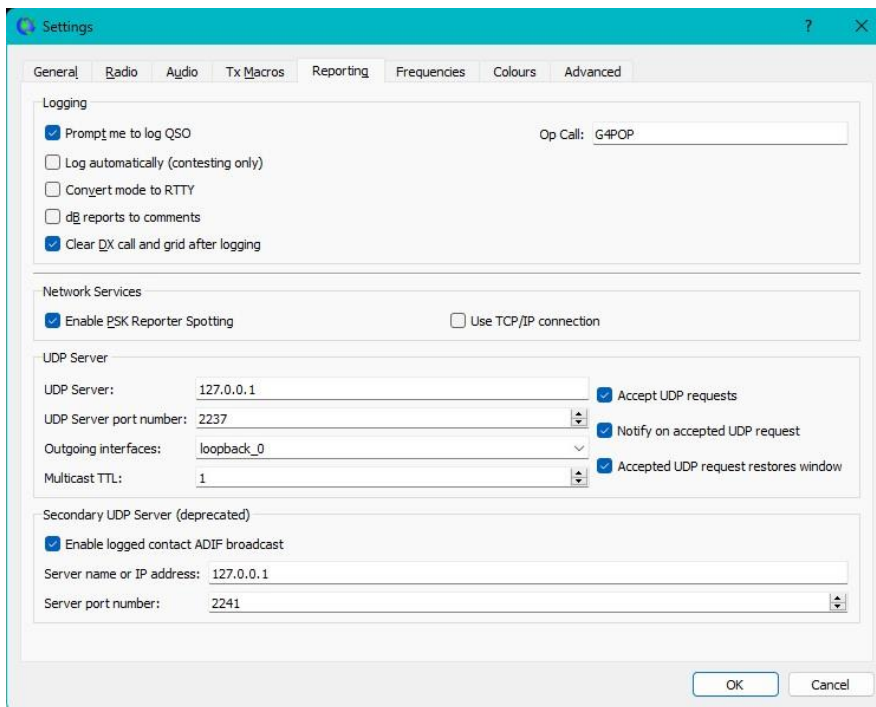 Settings ?
General Radio Audio Tx Macros Reporting Frequencies Colours Advanced
Logging
Prompt me to log QSO Op Call: G4POP
Log automatically (contesting only)
Convert mode to RTTY
dB reports to comments
Clear DX call and grid after logging
Network Services
Enable PSK Reporter Spotting Use TCP/IP connection
UDP Server
UDP Server: 127.0.0.1 Accept UDP requests
UDP Server port number: 2237 Notify on accepted UDP request
Outgoing interfaces: loopback_0
Multicast TTL: 1 Accepted UDP request restores window
Secondary UDP Server (deprecated)
Enable logged contact ADIF broadcast
Server name or IP address: 127.0.0.1
Server port number: 2241
OK Cancel